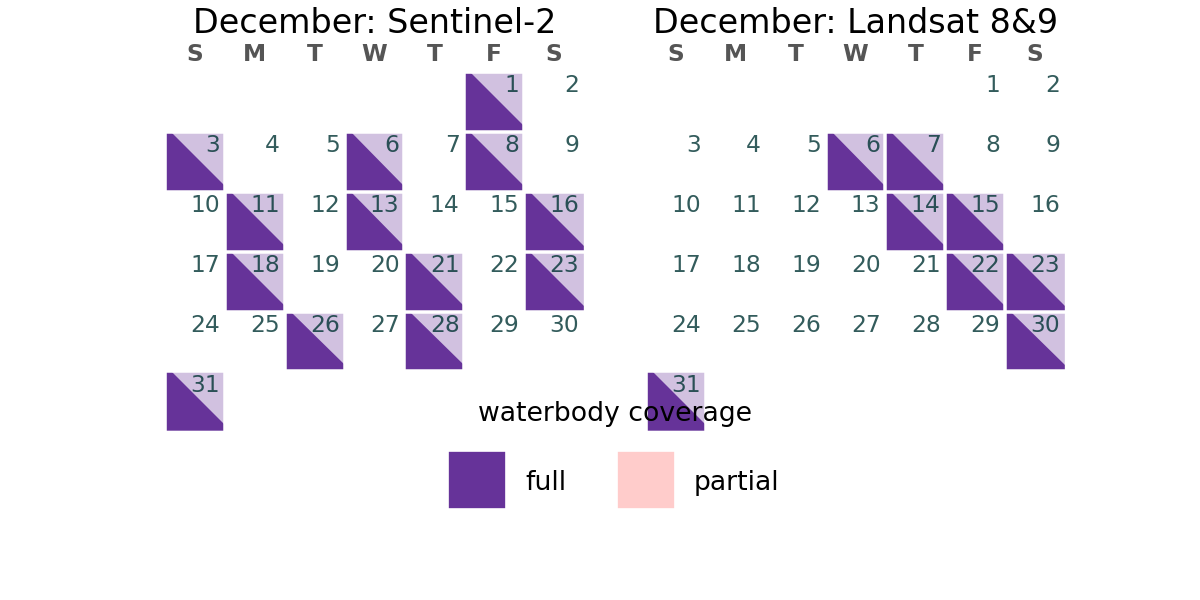 December: Sentinel-2
S M T W T F S
1 2
3 4 5 6 7 8 9
10 11 12 13 14 15 16
17 18 19 20 21 22 23
24 25 26 27 28 29 30
31
December: Landsat 8&9
S M T W T F S
1 2
3 4 5 6 7 8 9
10 11 12 13 14 15 16
17 18 19 20 21 22 23
24 25 26 27 28 29 30
31
waterbody coverage
full partial